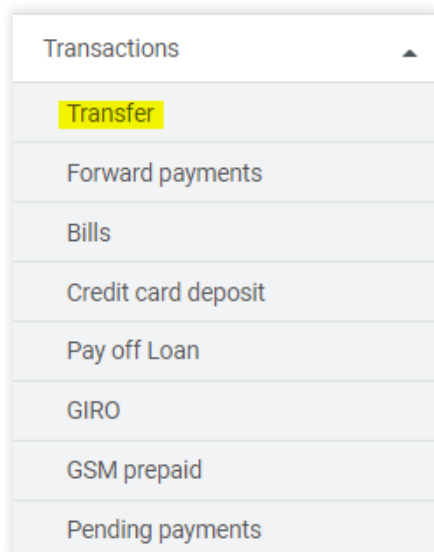 Transactions
Transfer
Forward payments
Bills
Credit card deposit
Pay off Loan
GIRO
GSM prepaid
Pending payments